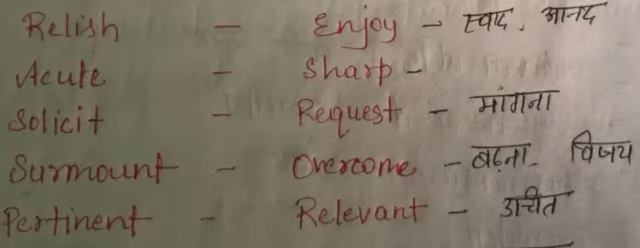 Relish - Enjoy - स्वाद, आनद
Acute - Sharp -
Solicit - Request - मांगना
Surmount - Overcome - बढ़ना - विजय
Pertinent - Relevant - उचीत